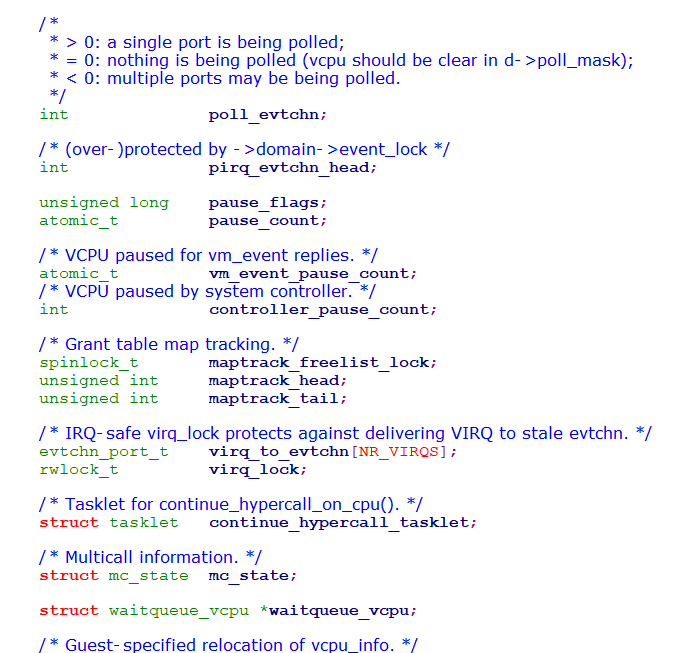 /*
 * > 0: a single port is being polled;
 * = 0: nothing is being polled (vcpu should be clear in d->poll_mask);
 * < 0: multiple ports may be being polled.
 */
int              poll_evtchn;

/* (over-)protected by ->domain->event_lock */
int              pirq_evtchn_head;

unsigned long    pause_flags;
atomic_t         pause_count;

/* VCPU paused for vm_event replies. */
atomic_t         vm_event_pause_count;
/* VCPU paused by system controller. */
int              controller_pause_count;

/* Grant table map tracking. */
spinlock_t       maptrack_freelist_lock;
unsigned int     maptrack_head;
unsigned int     maptrack_tail;

/* IRQ-safe virq_lock protects against delivering VIRQ to stale evtchn. */
evtchn_port_t    virq_to_evtchn[NR_VIRQS];
rwlock_t         virq_lock;

/* Tasklet for continue_hypercall_on_cpu(). */
struct tasklet   continue_hypercall_tasklet;

/* Multicall information. */
struct mc_state  mc_state;

struct waitqueue_vcpu *waitqueue_vcpu;

/* Guest-specified relocation of vcpu_info. */